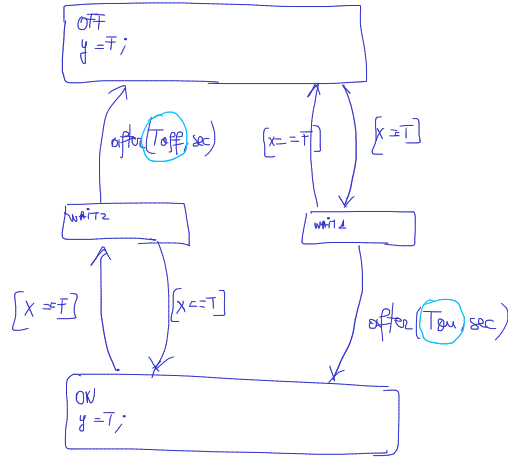 OFF
y = F;
after(Toff, sec)
[x == F]
[x = T]
WAIT2
WAIT1
[x == F]
[x == T]
after(Ton, sec)
ON
y = T;